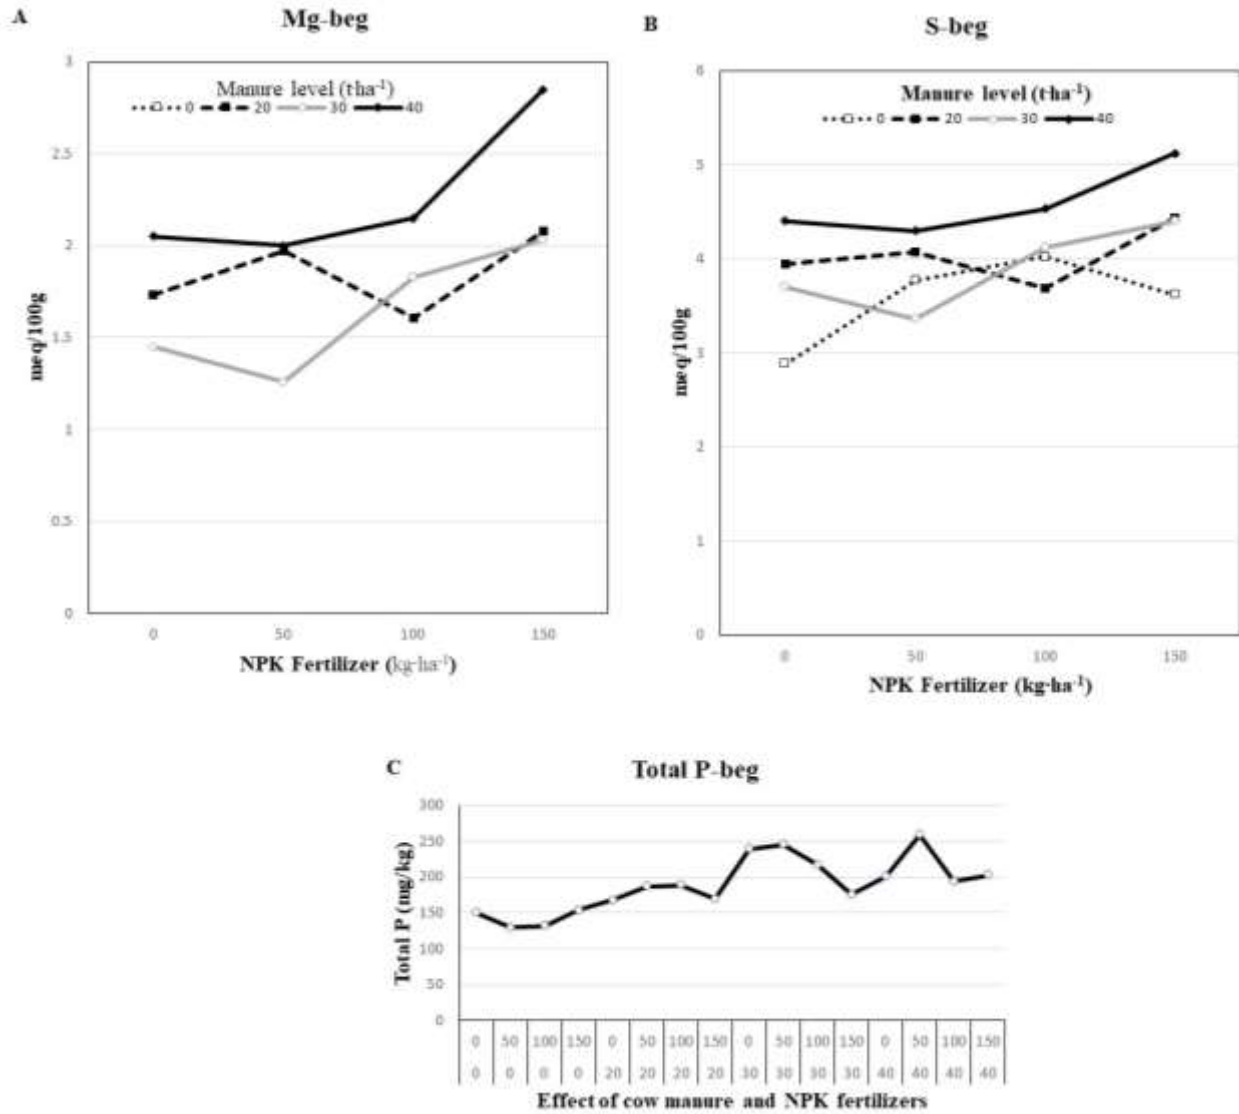 A
Mg-beg
3
2.5
2
1.5
1
0.5
0
meq/100g
Manure level (t·ha⁻¹)
0 20 30 40
0 50 100 150
NPK Fertilizer (kg·ha⁻¹)
B
S-beg
6
5
4
3
2
1
0
meq/100g
Manure level (t·ha⁻¹)
0 20 30 40
0 50 100 150
NPK Fertilizer (kg·ha⁻¹)
C
Total P-beg
300
250
200
150
100
50
0
Total P (mg/kg)
0 50 100 150 0 50 100 150 0 50 100 150 0 50 100 150
0 0 0 0 20 20 20 20 30 30 30 30 40 40 40 40
Effect of cow manure and NPK fertilizers